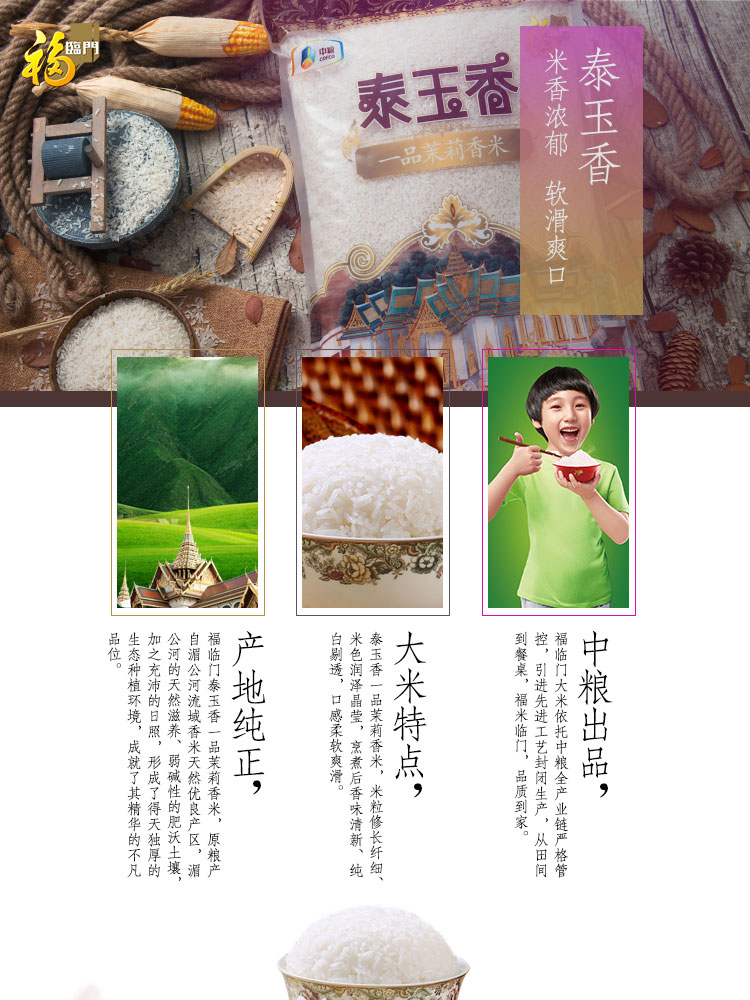 福臨門
中粮
COFCO
泰玉香
一品茉莉香米
泰玉香
米香浓郁 软滑爽口
中粮出品，
福临门大米依托中粮全产业链严格管
控，引进先进工艺封闭生产，从田间
到餐桌，福米临门，品质到家。
大米特点，
泰玉香一品茉莉香米，米粒修长纤细、
米色润泽晶莹，烹煮后香味清新、纯
白剔透，口感柔软爽滑。
产地纯正，
福临门泰玉香一品茉莉香米，原粮产
自湄公河流域香米天然优良产区，湄
公河的天然滋养、弱碱性的肥沃土壤，
加之充沛的日照，形成了得天独厚的
生态种植环境，成就了其精华的不凡
品位。